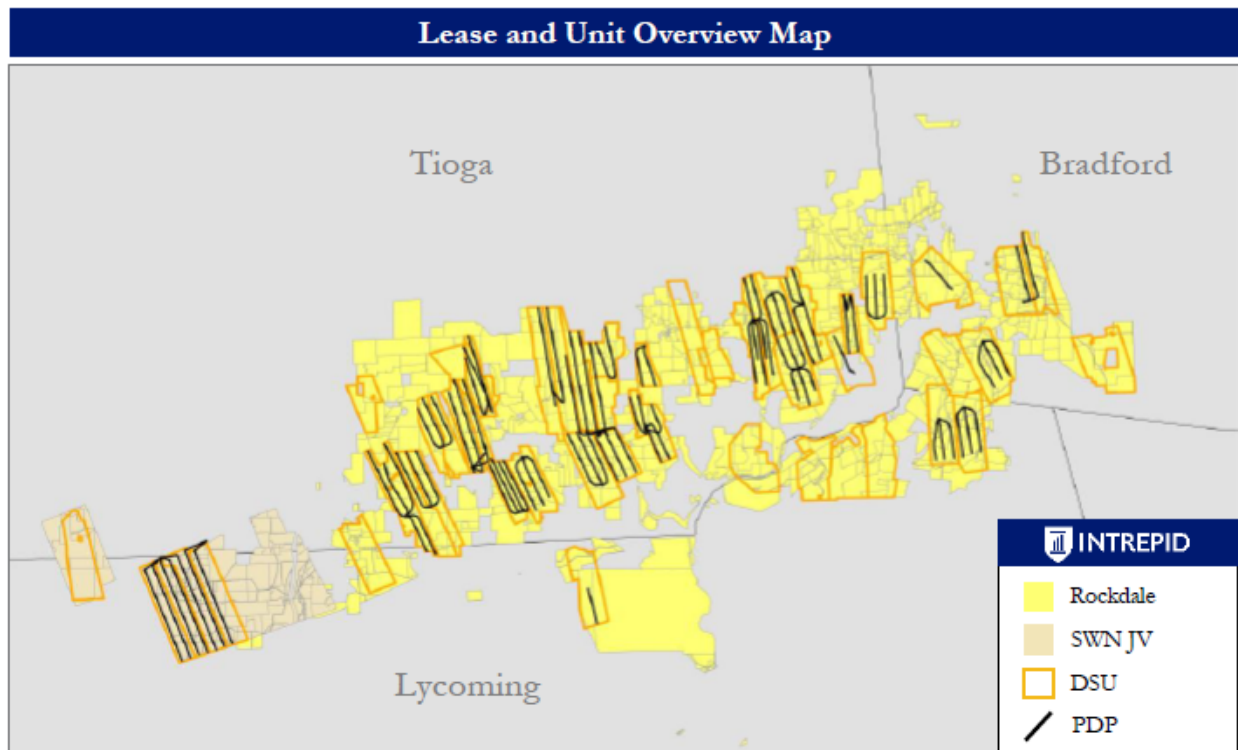 Lease and Unit Overview Map
Tioga
Bradford
Lycoming
INTREPID
Rockdale
SWN JV
DSU
PDP